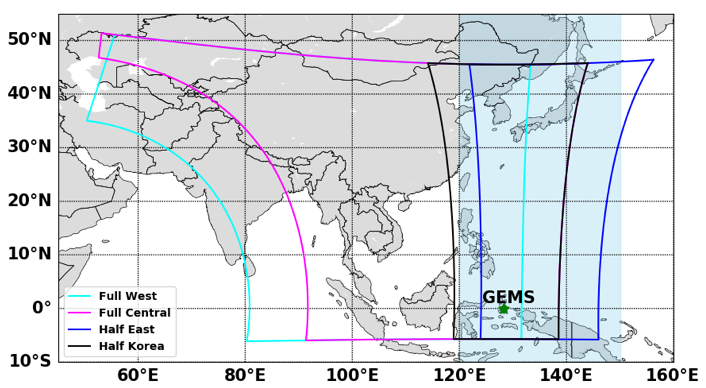 50°N
40°N
30°N
20°N
10°N
0°
10°S
GEMS
Full West
Full Central
Half East
Half Korea
60°E
80°E
100°E
120°E
140°E
160°E